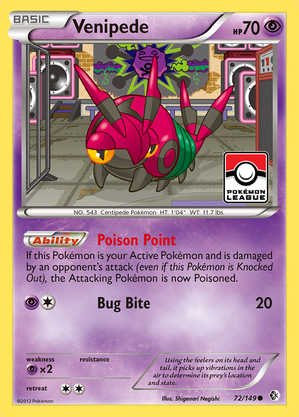 BASIC
Venipede
HP70
POKÉMON
LEAGUE
NO. 543 Centipede Pokémon HT: 1'04" WT: 11.7 lbs.
Ability Poison Point
If this Pokémon is your Active Pokémon and is damaged
by an opponent's attack (even if this Pokémon is Knocked
Out), the Attacking Pokémon is now Poisoned.
Bug Bite 20
weakness resistance
×2
retreat
Using the feelers on its head and
tail, it picks up vibrations in the
air to determine its prey's location
and state.
Illus. Shigenori Negishi
72/149
©2012 Pokémon